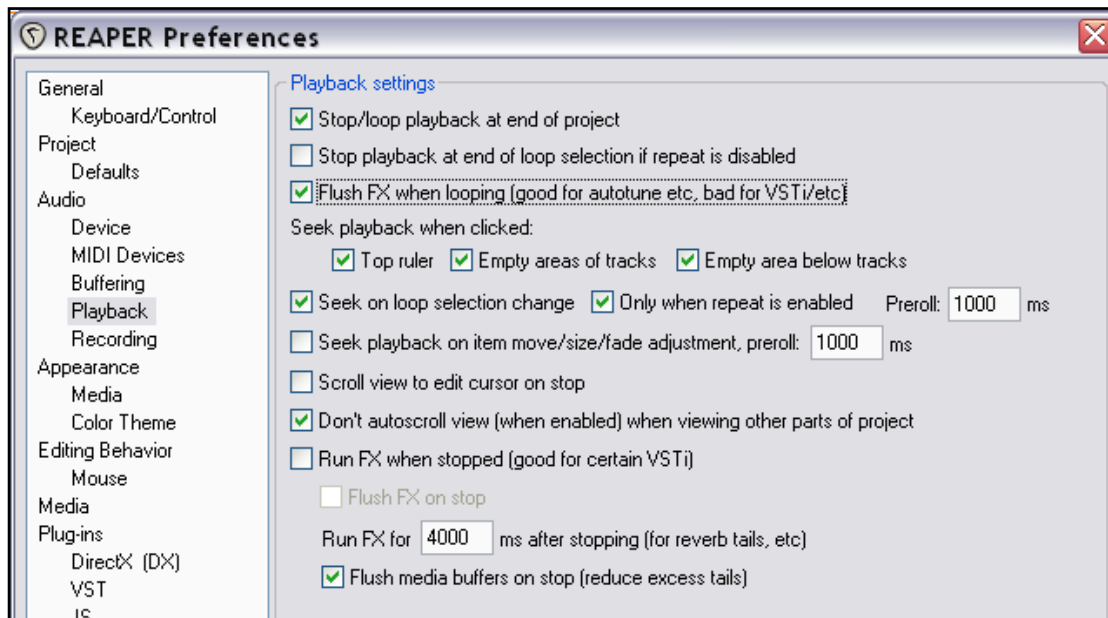 REAPER Preferences
General
Keyboard/Control
Project
Defaults
Audio
Device
MIDI Devices
Buffering
Playback
Recording
Appearance
Media
Color Theme
Editing Behavior
Mouse
Media
Plug-ins
DirectX (DX)
VST
JS
Playback settings
Stop/loop playback at end of project
Stop playback at end of loop selection if repeat is disabled
Flush FX when looping (good for autotune etc, bad for VSTi/etc)
Seek playback when clicked:
Top ruler Empty areas of tracks Empty area below tracks
Seek on loop selection change Only when repeat is enabled Preroll: 1000 ms
Seek playback on item move/size/fade adjustment, preroll: 1000 ms
Scroll view to edit cursor on stop
Don't autoscroll view (when enabled) when viewing other parts of project
Run FX when stopped (good for certain VSTi)
Flush FX on stop
Run FX for 4000 ms after stopping (for reverb tails, etc)
Flush media buffers on stop (reduce excess tails)